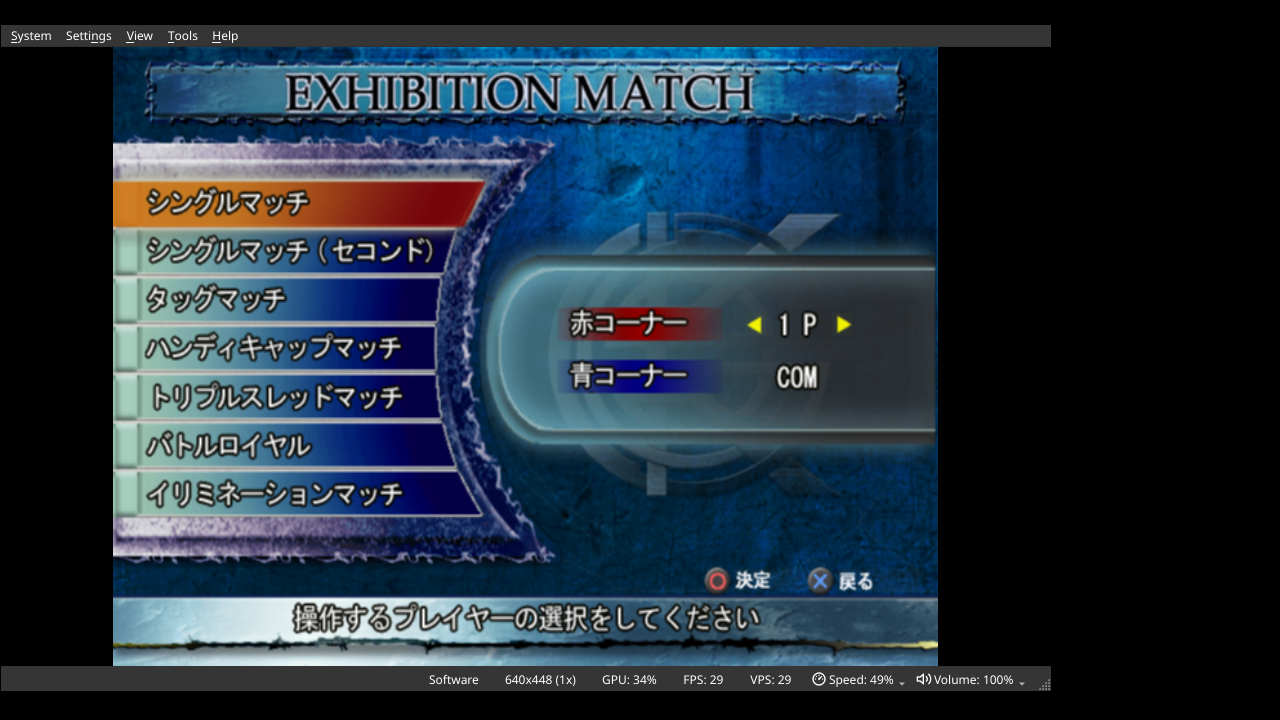 System Settings View Tools Help
EXHIBITION MATCH
シングルマッチ
シングルマッチ（セコンド）
タッグマッチ
ハンディキャップマッチ
トリプルスレッドマッチ
バトルロイヤル
イリミネーションマッチ
赤コーナー 1 P
青コーナー COM
決定 戻る
操作するプレイヤーの選択をしてください
Software 640x448 (1x) GPU: 34% FPS: 29 VPS: 29 Speed: 49% Volume: 100%